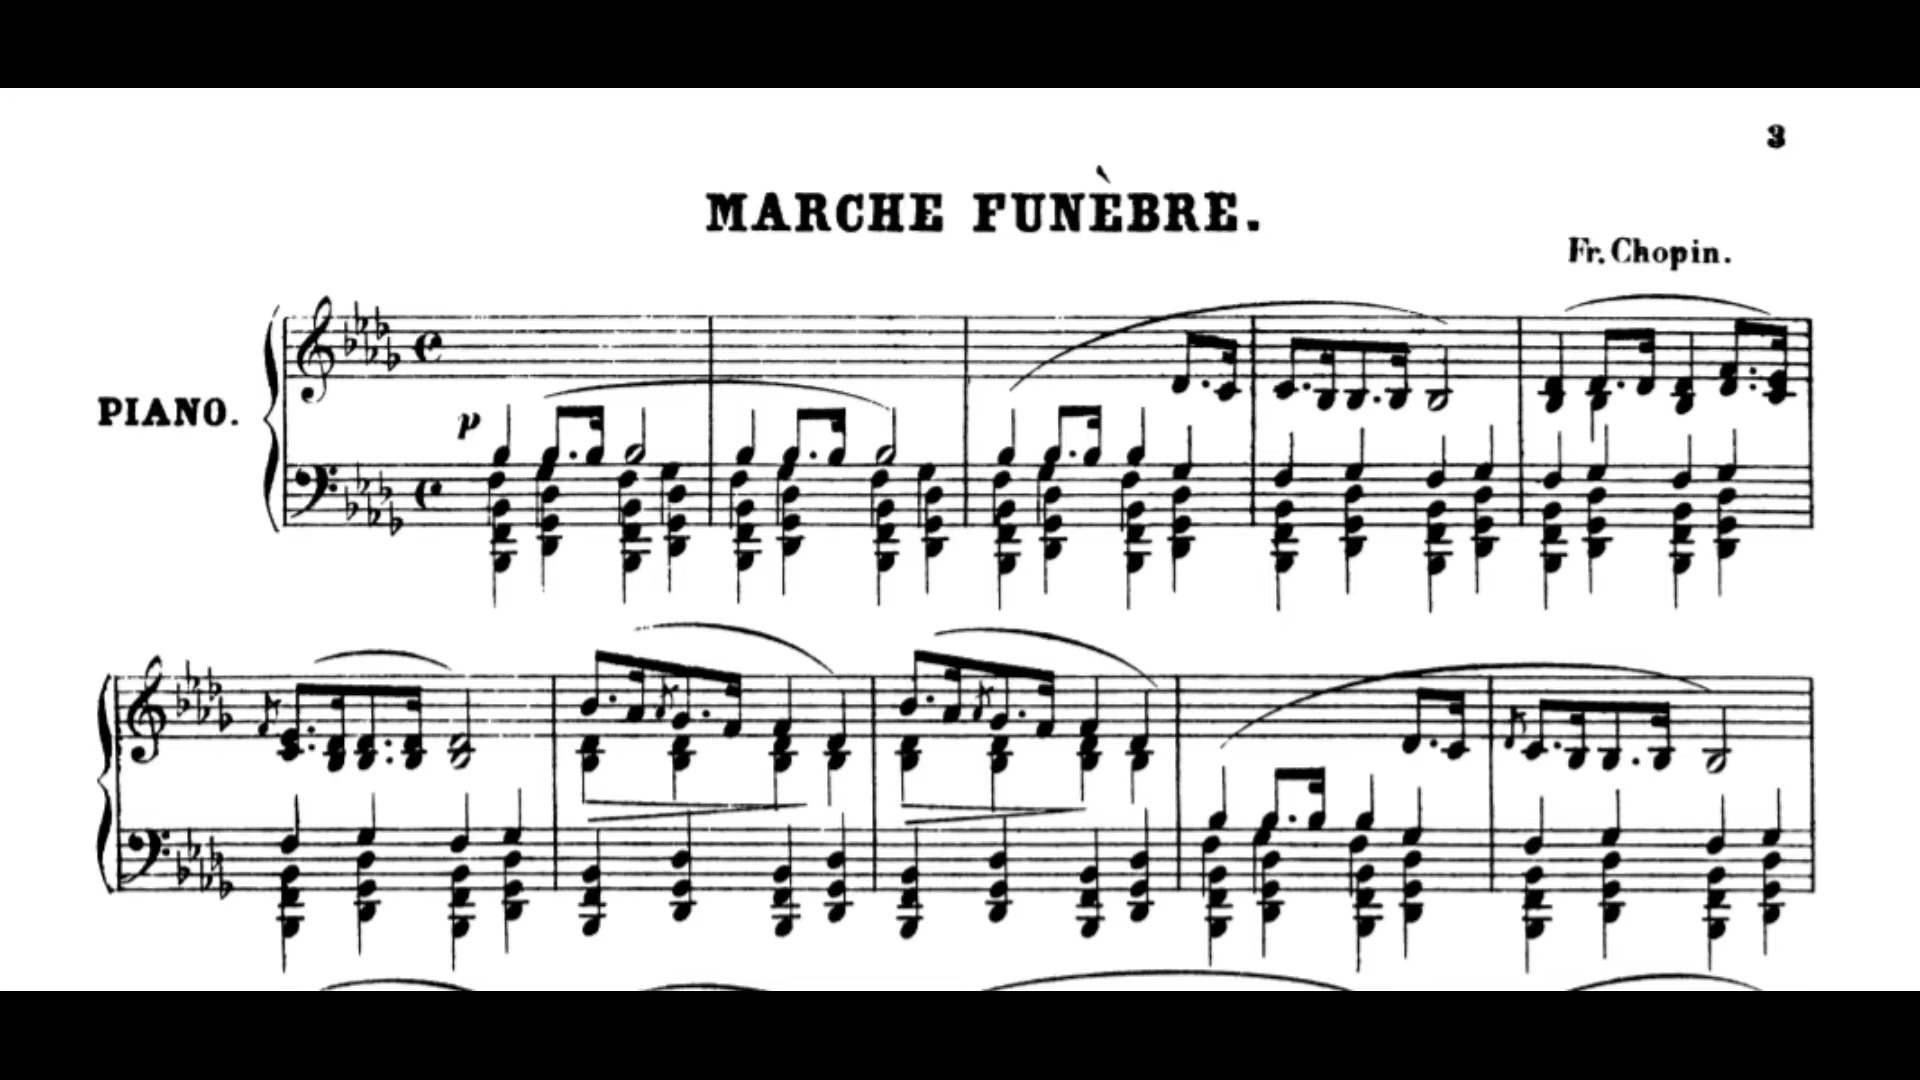 3
MARCHE FUNÈBRE.
Fr. Chopin.
PIANO.
p